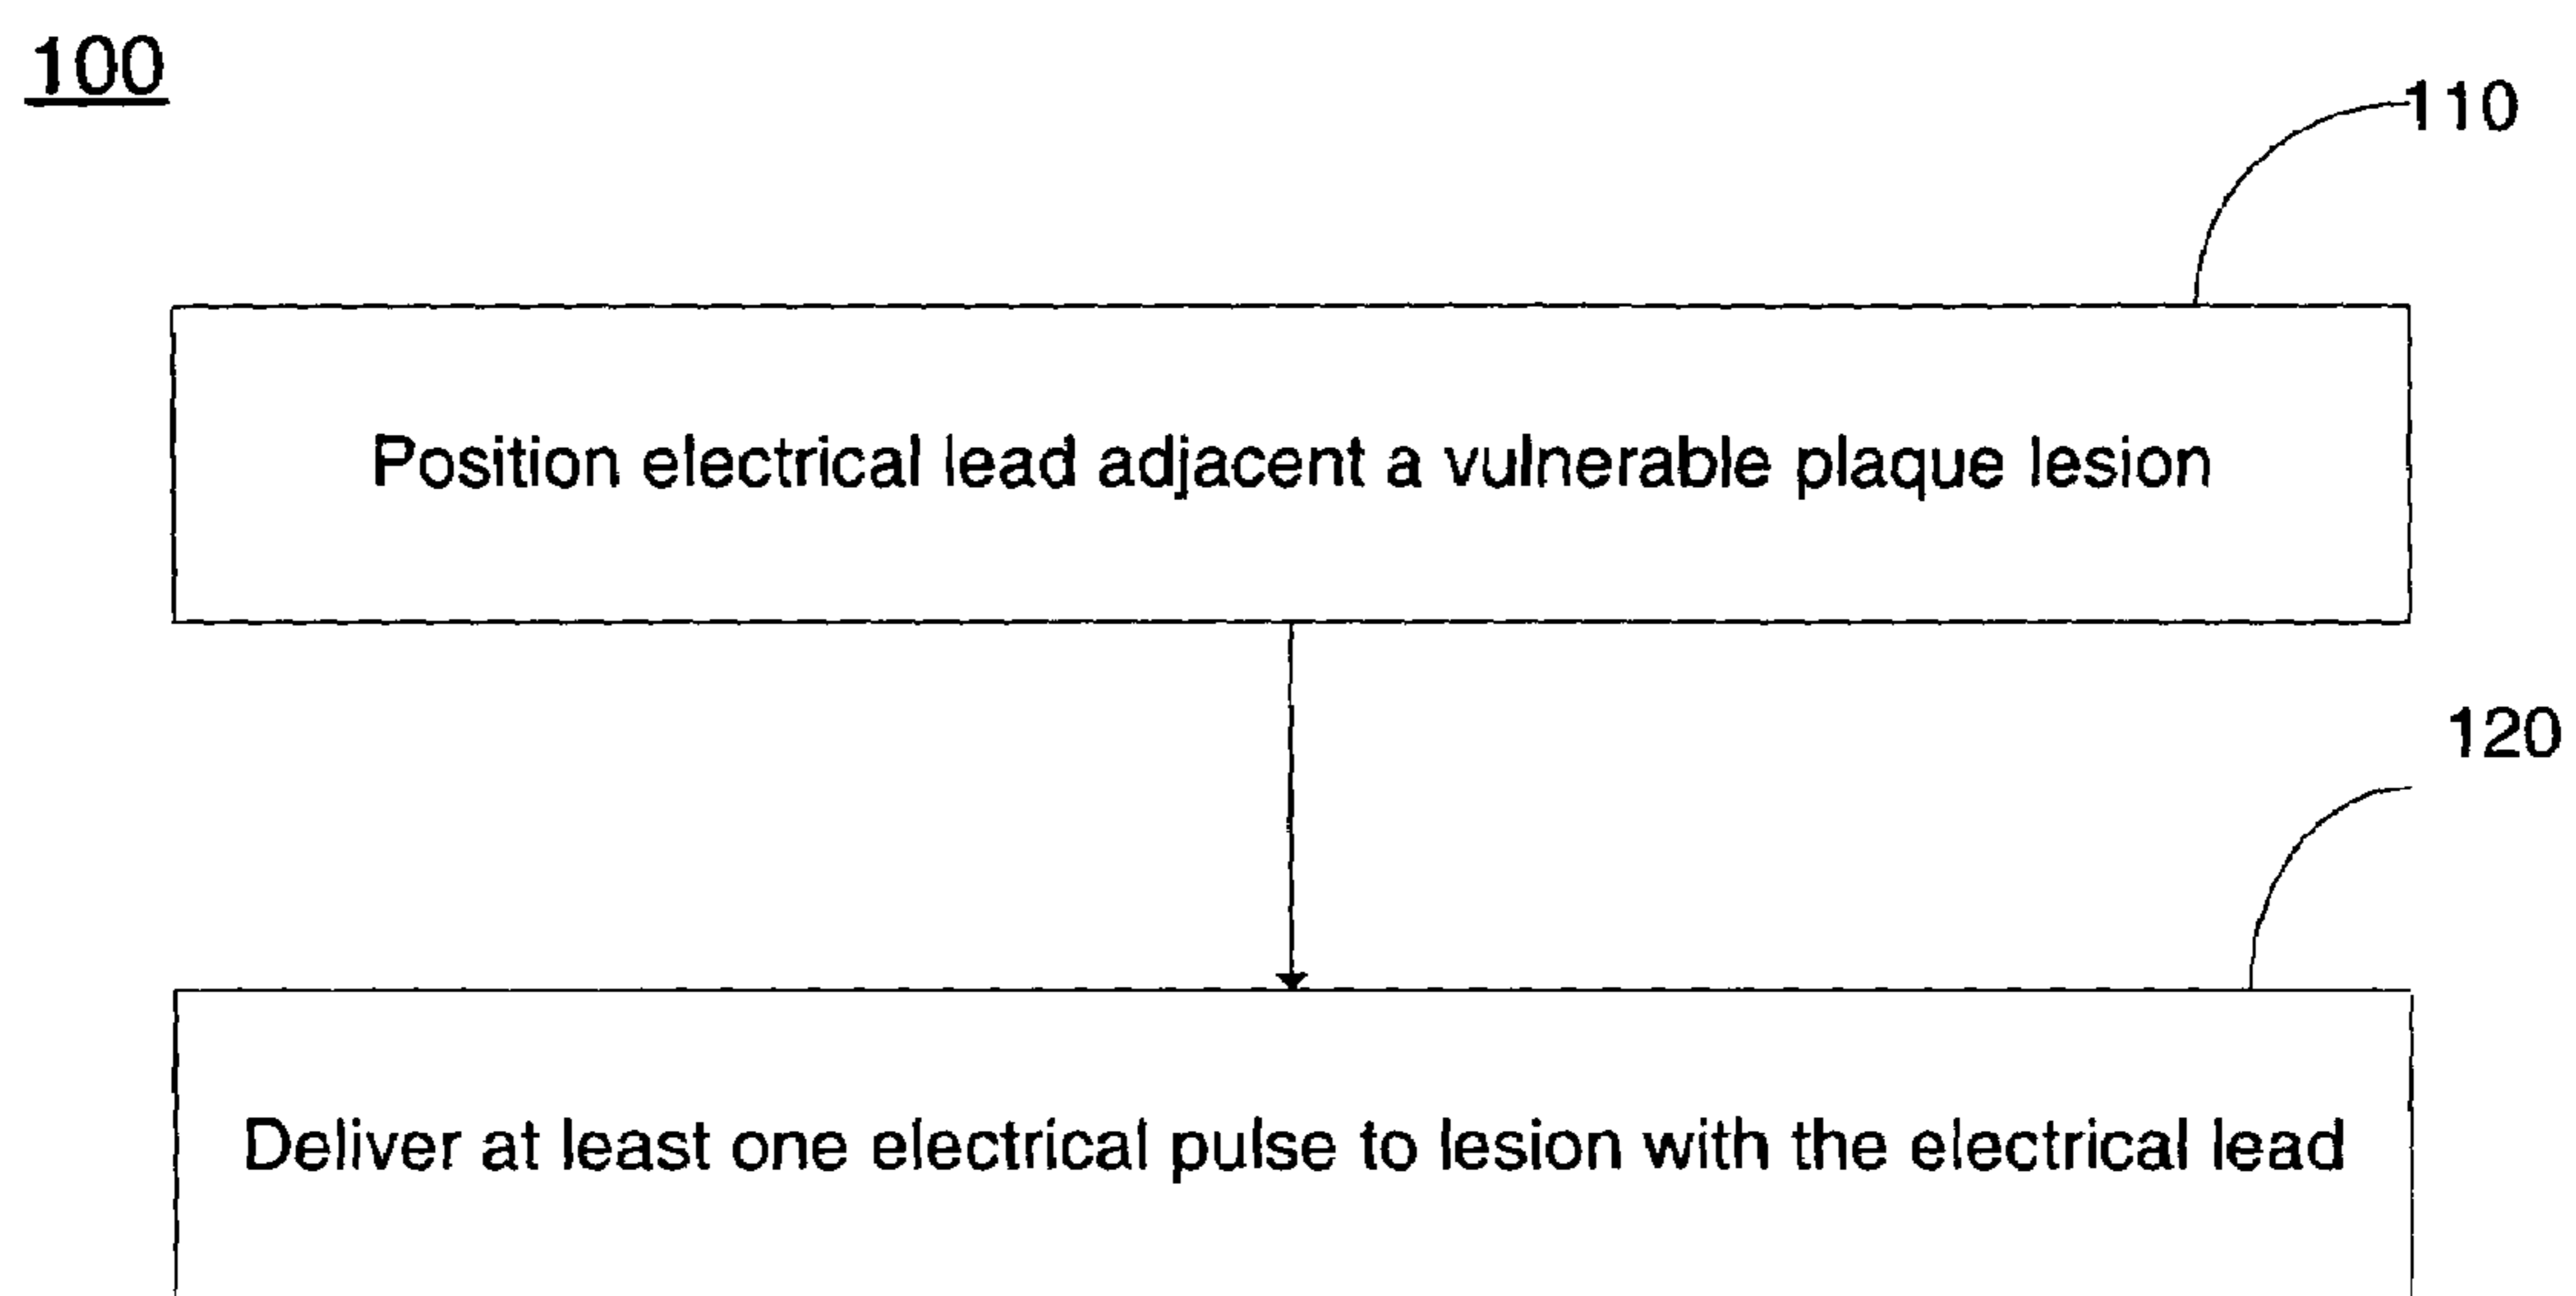 100
110
Position electrical lead adjacent a vulnerable plaque lesion
120
Deliver at least one electrical pulse to lesion with the electrical lead